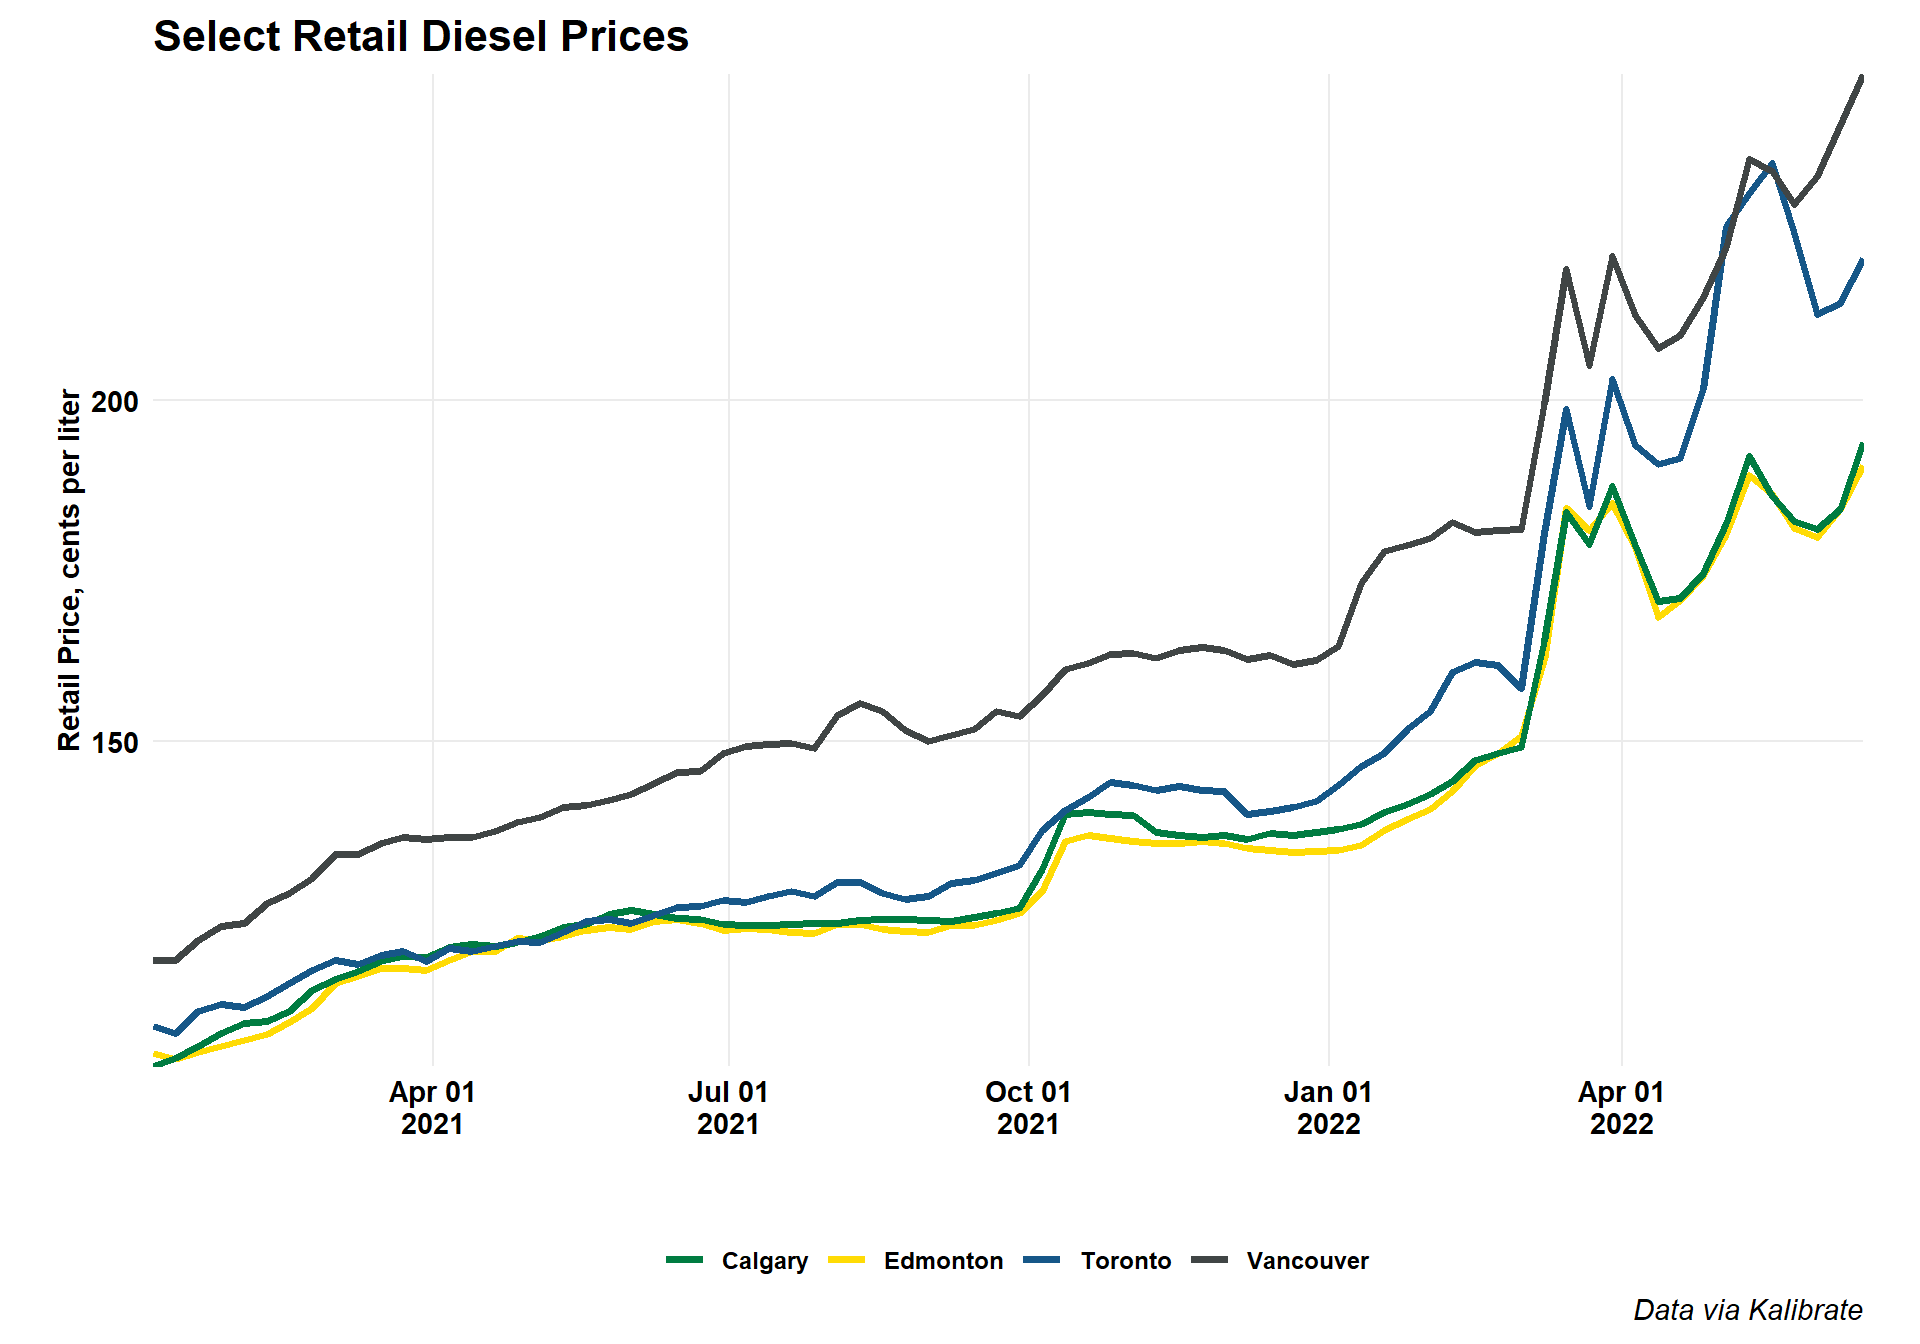 Select Retail Diesel Prices
Retail Price, cents per liter
200
150
Apr 01
2021
Jul 01
2021
Oct 01
2021
Jan 01
2022
Apr 01
2022
Calgary Edmonton Toronto Vancouver
Data via Kalibrate